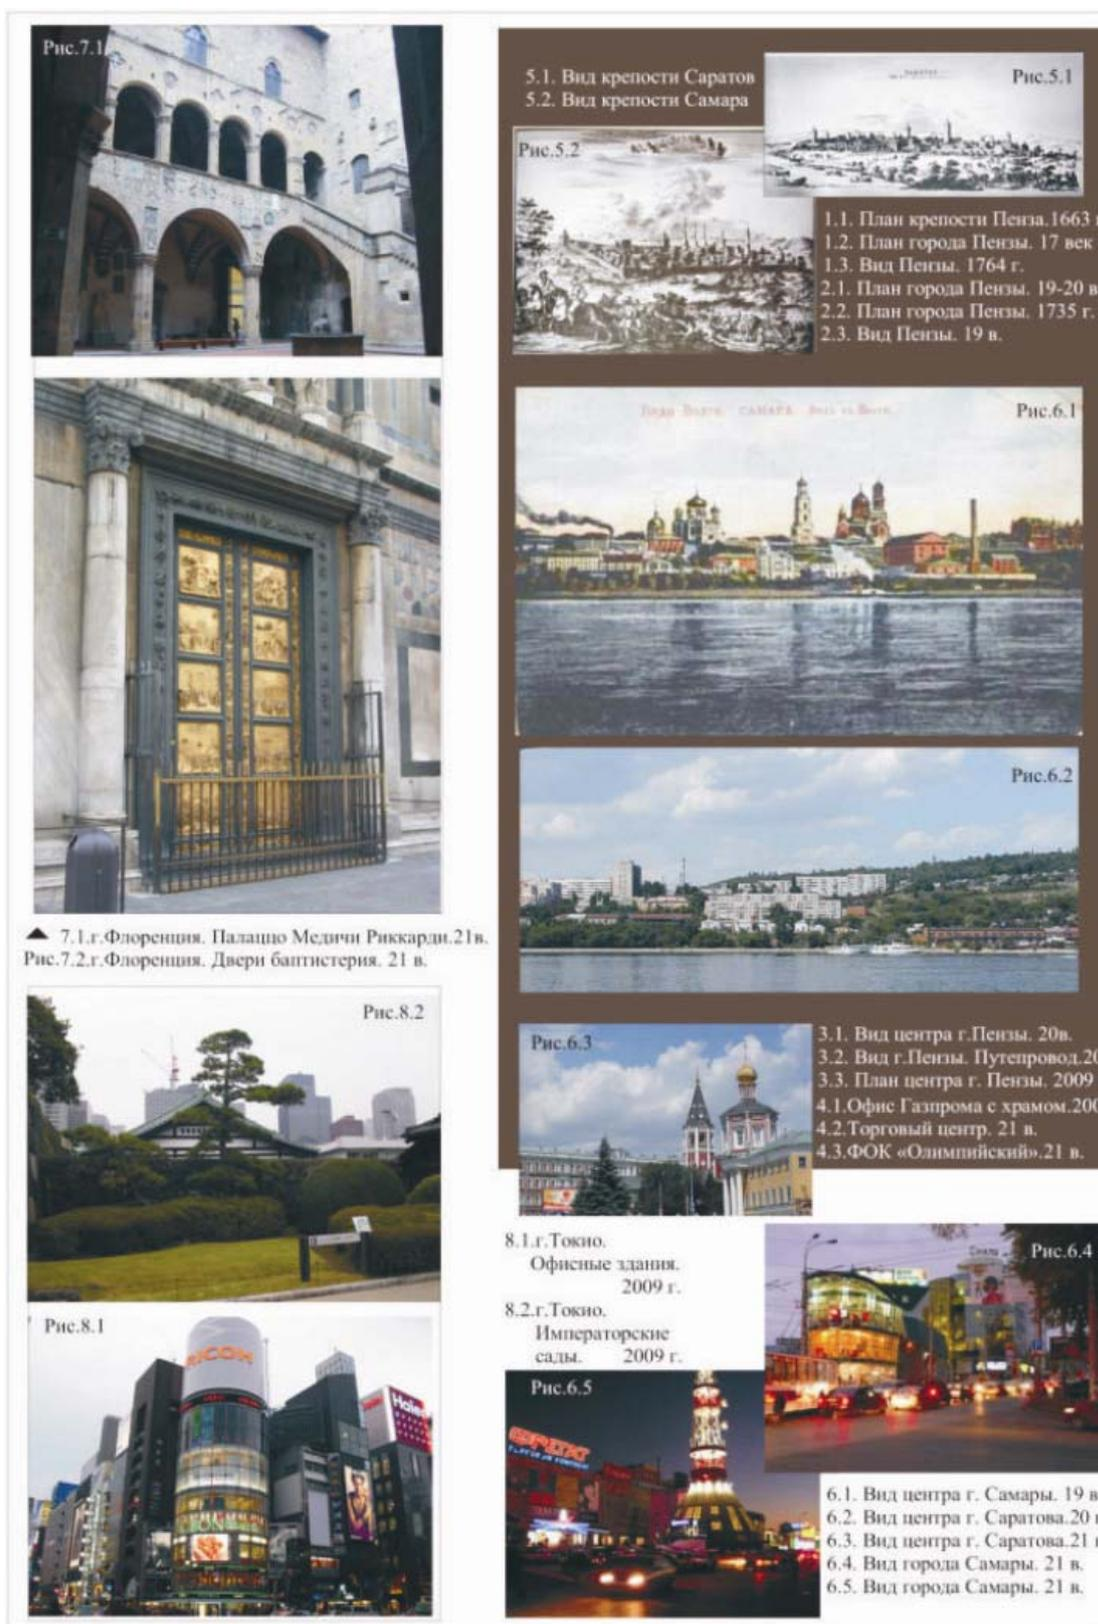 Рис.7.1
7.1.г.Флоренция. Палаццо Медичи Риккарди.21в.
Рис.7.2.г.Флоренция. Двери баптистерия. 21 в.
Рис.8.2
Рис.8.1
RICOH
Haier
5.1. Вид крепости Саратов
5.2. Вид крепости Самара
Рис.5.1
Рис.5.2
1.1. План крепости Пенза.1663 г
1.2. План города Пензы. 17 век
1.3. Вид Пензы. 1764 г.
2.1. План города Пензы. 19-20 в
2.2. План города Пензы. 1735 г.
2.3. Вид Пензы. 19 в.
Виды Волги. САМАРА.
Рис.6.1
Рис.6.2
Рис.6.3
3.1. Вид центра г.Пензы. 20в.
3.2. Вид г.Пензы. Путепровод.20
3.3. План центра г. Пензы. 2009
4.1.Офис Газпрома с храмом.200
4.2.Торговый центр. 21 в.
4.3.ФОК «Олимпийский».21 в.
8.1.г.Токио.
Офисные здания.
2009 г.
8.2.г.Токио.
Императорские
сады. 2009 г.
Рис.6.4
Рис.6.5
6.1. Вид центра г. Самары. 19 в
6.2. Вид центра г. Саратова.20 в
6.3. Вид центра г. Саратова.21 в
6.4. Вид города Самары. 21 в.
6.5. Вид города Самары. 21 в.